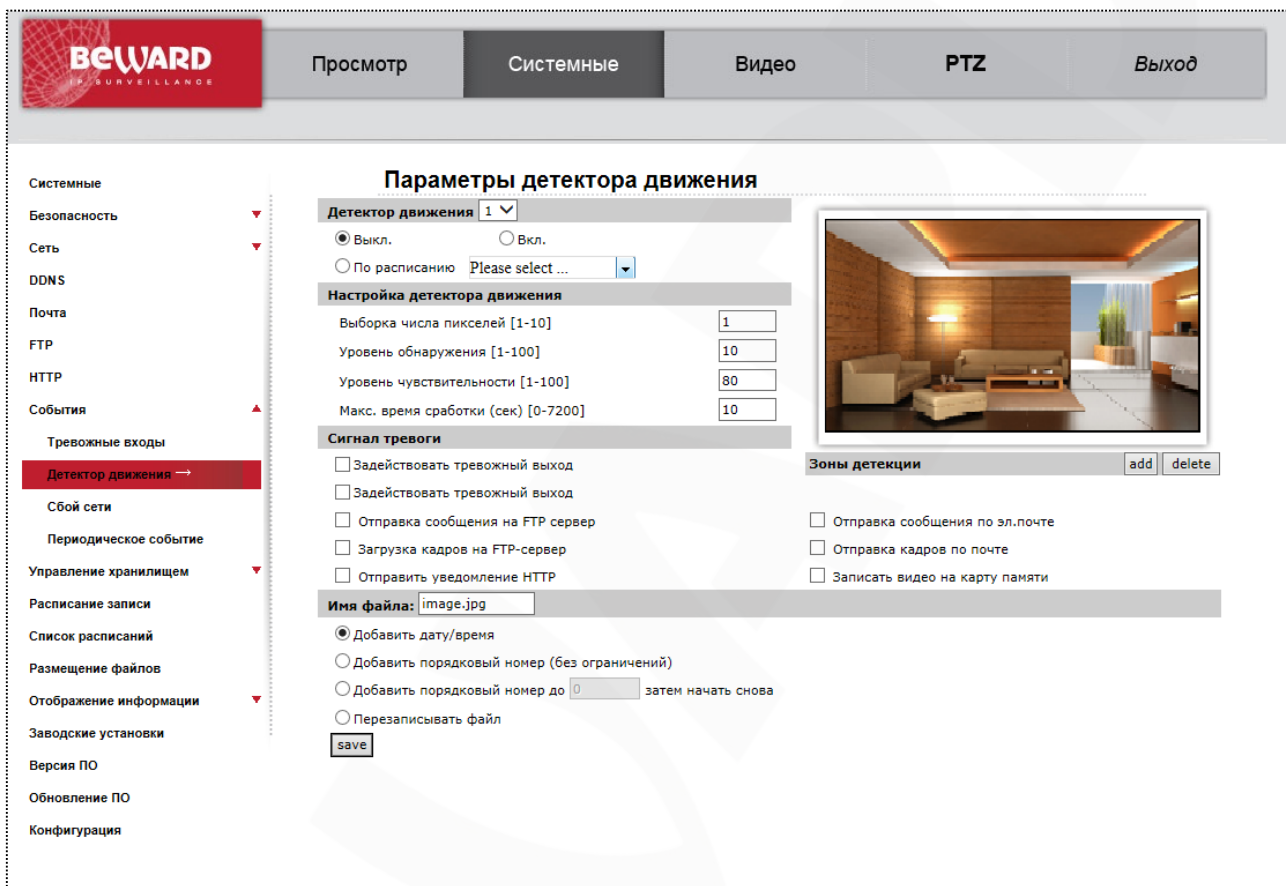 BEWARD
IP SURVEILLANCE
Просмотр
Системные
Видео
PTZ
Выход
Системные
Безопасность
Сеть
DDNS
Почта
FTP
HTTP
События
Тревожные входы
Детектор движения →
Сбой сети
Периодическое событие
Управление хранилищем
Расписание записи
Список расписаний
Размещение файлов
Отображение информации
Заводские установки
Версия ПО
Обновление ПО
Конфигурация
Параметры детектора движения
Детектор движения 1
Выкл. Вкл.
По расписанию Please select ...
Настройка детектора движения
Выборка числа пикселей [1-10] 1
Уровень обнаружения [1-100] 10
Уровень чувствительности [1-100] 80
Макс. время сработки (сек) [0-7200] 10
Сигнал тревоги
Зоны детекции add delete
Задействовать тревожный выход
Задействовать тревожный выход
Отправка сообщения на FTP сервер Отправка сообщения по эл.почте
Загрузка кадров на FTP-сервер Отправка кадров по почте
Отправить уведомление HTTP Записать видео на карту памяти
Имя файла: image.jpg
Добавить дату/время
Добавить порядковый номер (без ограничений)
Добавить порядковый номер до 0 затем начать снова
Перезаписывать файл
save